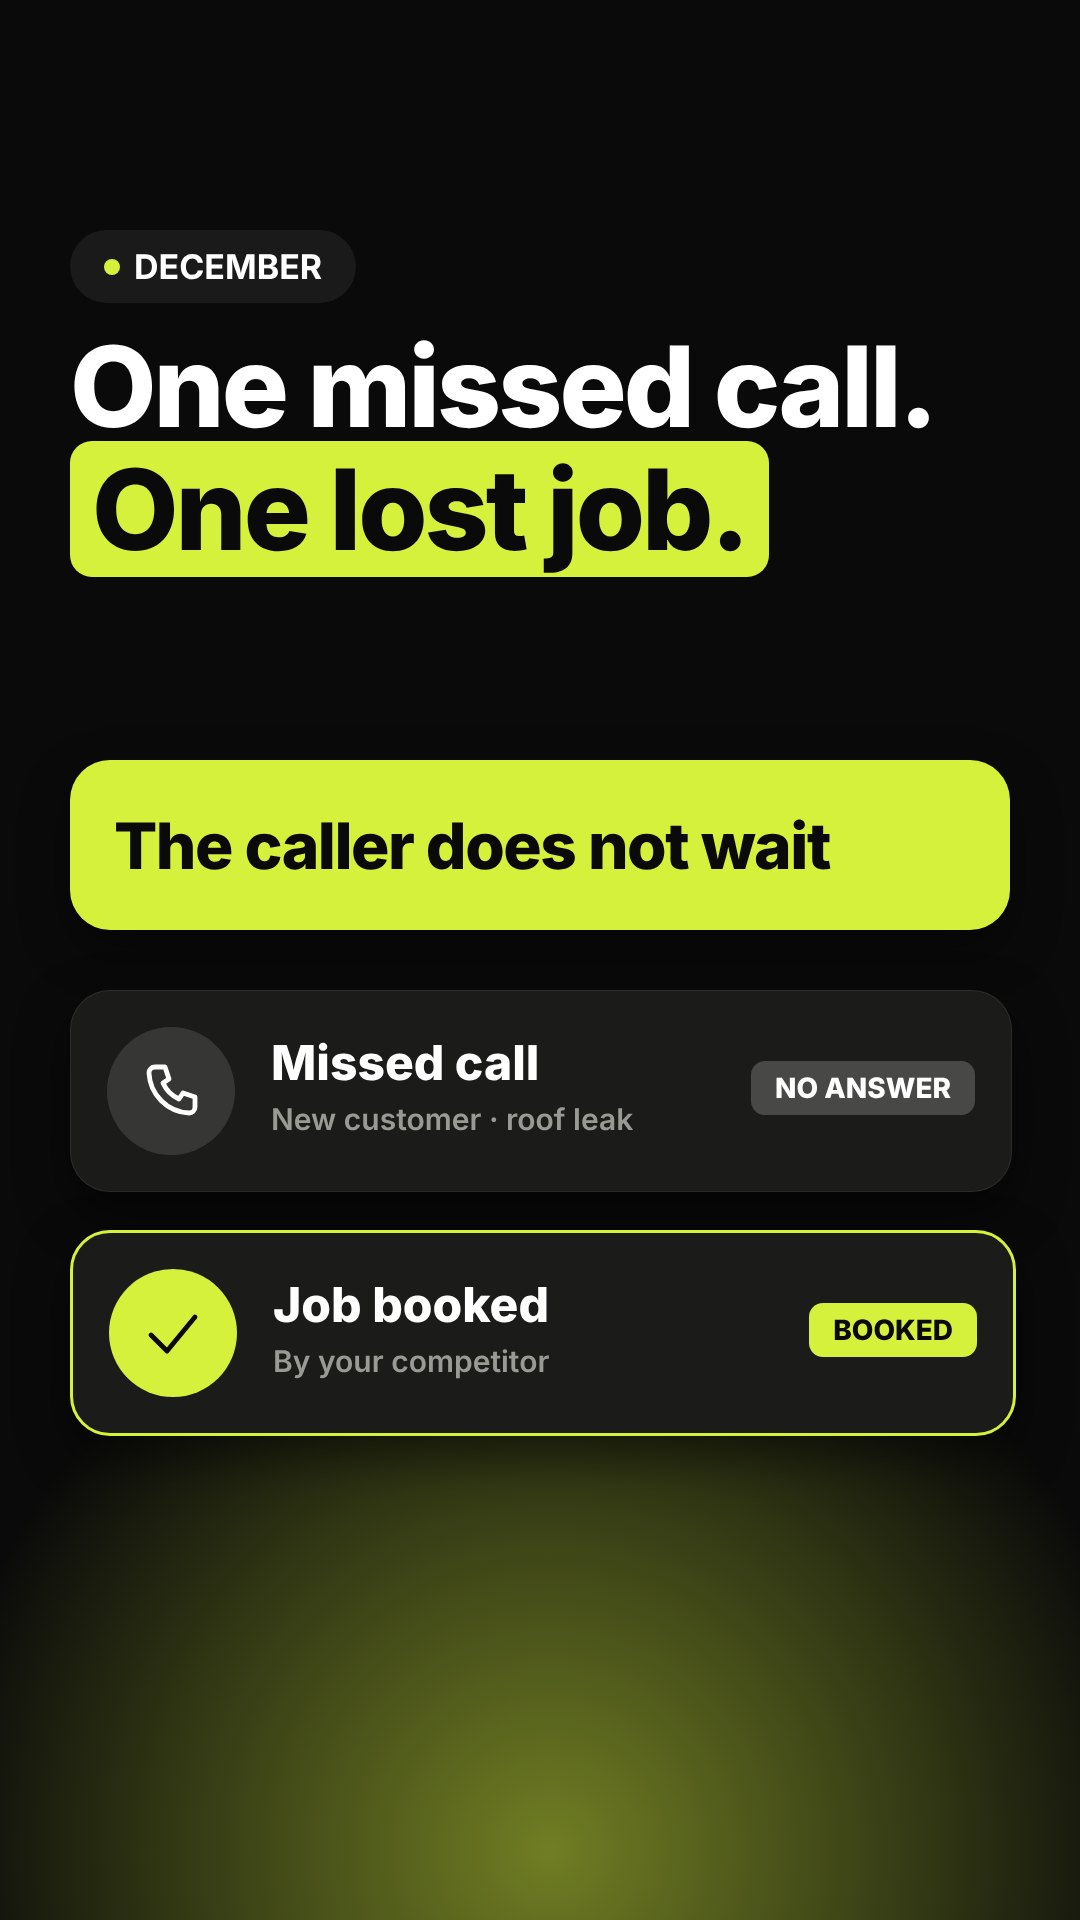 DECEMBER
One missed call.
One lost job.
The caller does not wait
Missed call
New customer · roof leak
NO ANSWER
Job booked
By your competitor
BOOKED